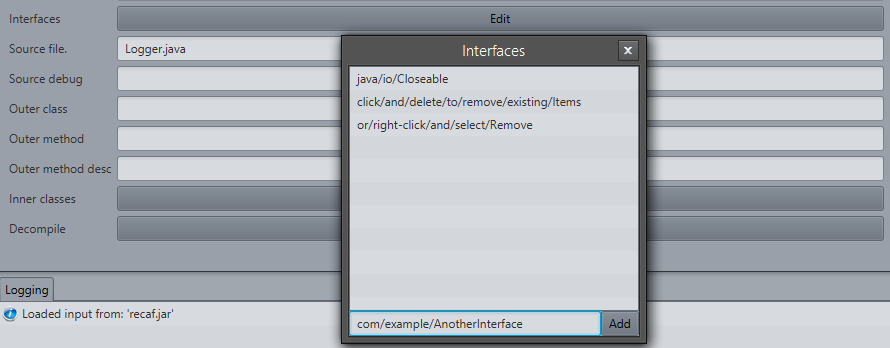 Interfaces
Edit
Source file.
Logger.java
Source debug
Outer class
Outer method
Outer method desc
Inner classes
Decompile
Interfaces
x
java/io/Closeable
click/and/delete/to/remove/existing/Items
or/right-click/and/select/Remove
com/example/AnotherInterface
Add
Logging
Loaded input from: 'recaf.jar'